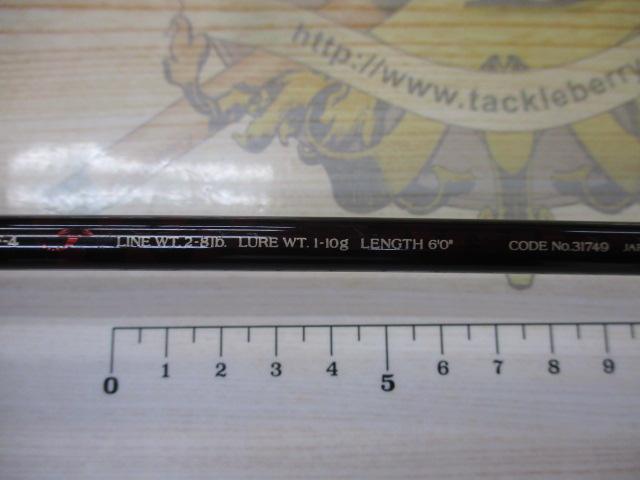 http://www.tackleberry
-4 LINE WT. 2-8lb. LURE WT. 1-10g LENGTH 6'0" CODE No.31749
0 1 2 3 4 5 6 7 8 9